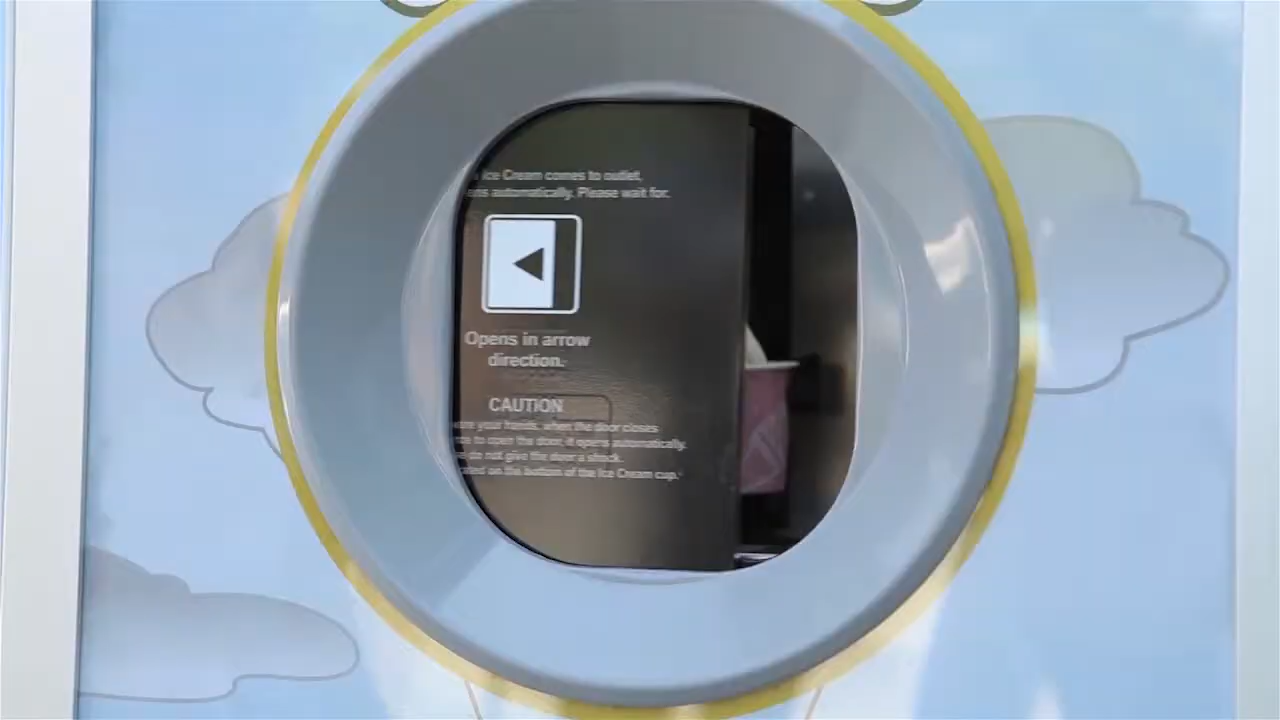 Ice Cream comes to outlet,
automatically. Please wait for.
Opens in arrow
direction.
CAUTION
your hands, when the door closes
to open the door, it opens automatically.
do not give the door a shock.
on the bottom of the Ice Cream cup.